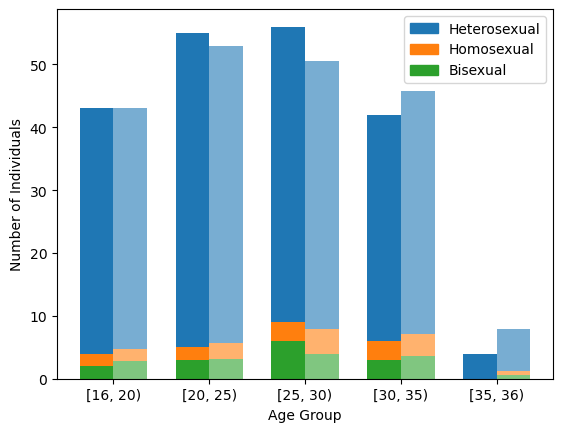 Heterosexual
Homosexual
Bisexual
Number of Individuals
50
40
30
20
10
0
[16, 20)
[20, 25)
[25, 30)
[30, 35)
[35, 36)
Age Group